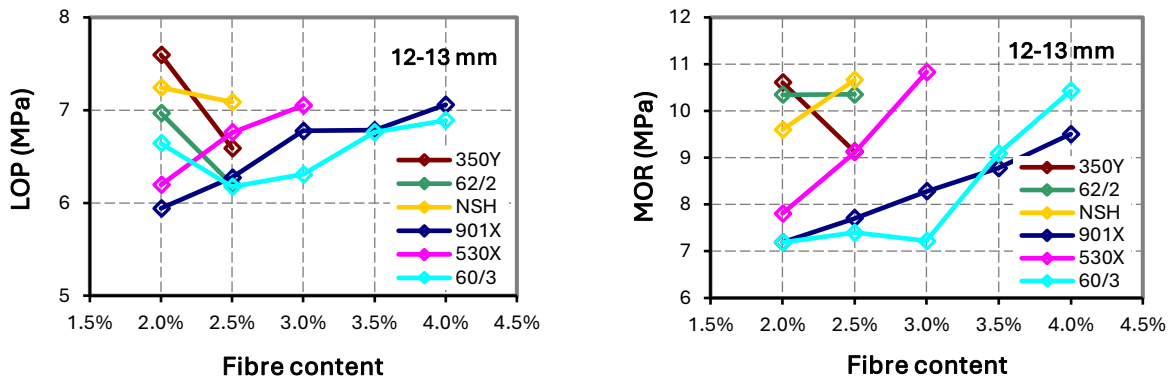 8
7
6
5
LOP (MPa)
12-13 mm
350Y
62/2
NSH
901X
530X
60/3
1.5% 2.0% 2.5% 3.0% 3.5% 4.0% 4.5%
Fibre content
12
11
10
9
8
7
6
MOR (MPa)
12-13 mm
350Y
62/2
NSH
901X
530X
60/3
1.5% 2.0% 2.5% 3.0% 3.5% 4.0% 4.5%
Fibre content